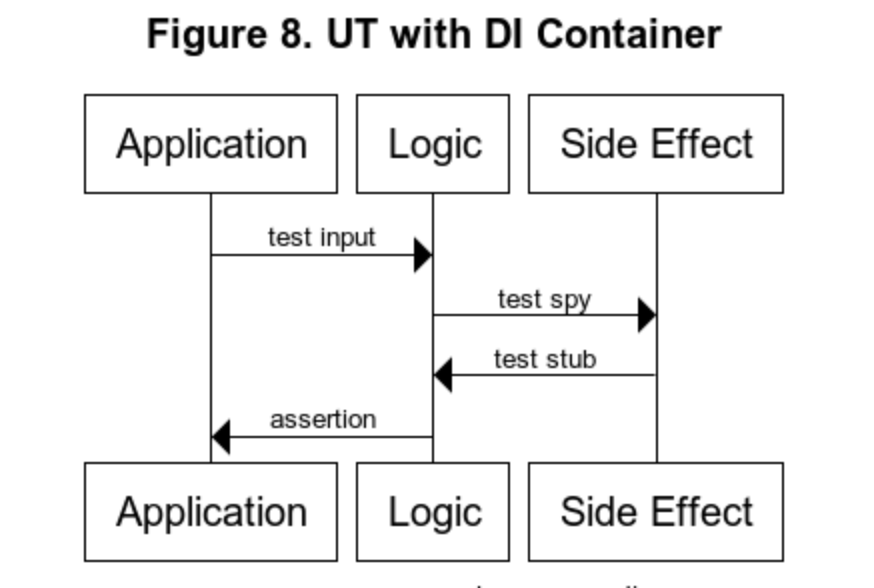 Figure 8. UT with DI Container
Application Logic Side Effect
test input
test spy
test stub
assertion
Application Logic Side Effect